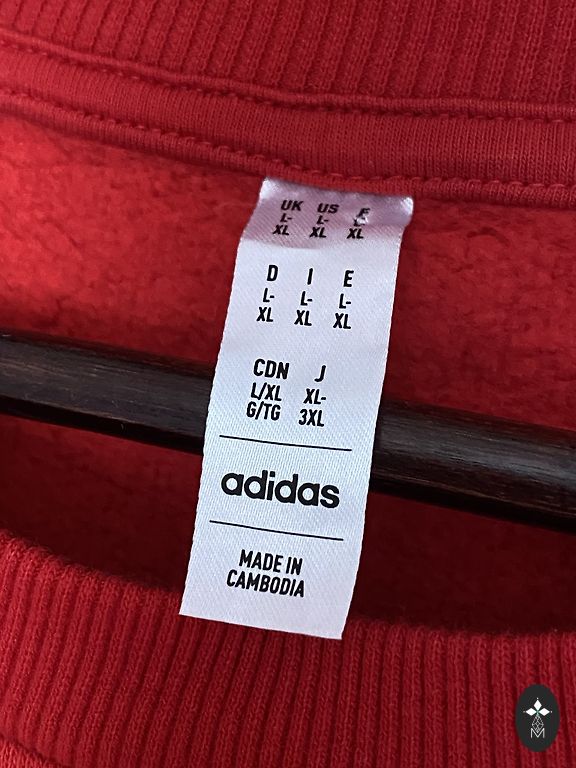 UK US F
L- L- L-
XL XL XL
D I E
L- L- L-
XL XL XL
CDN J
L/XL XL-
G/TG 3XL
adidas
MADE IN
CAMBODIA
M